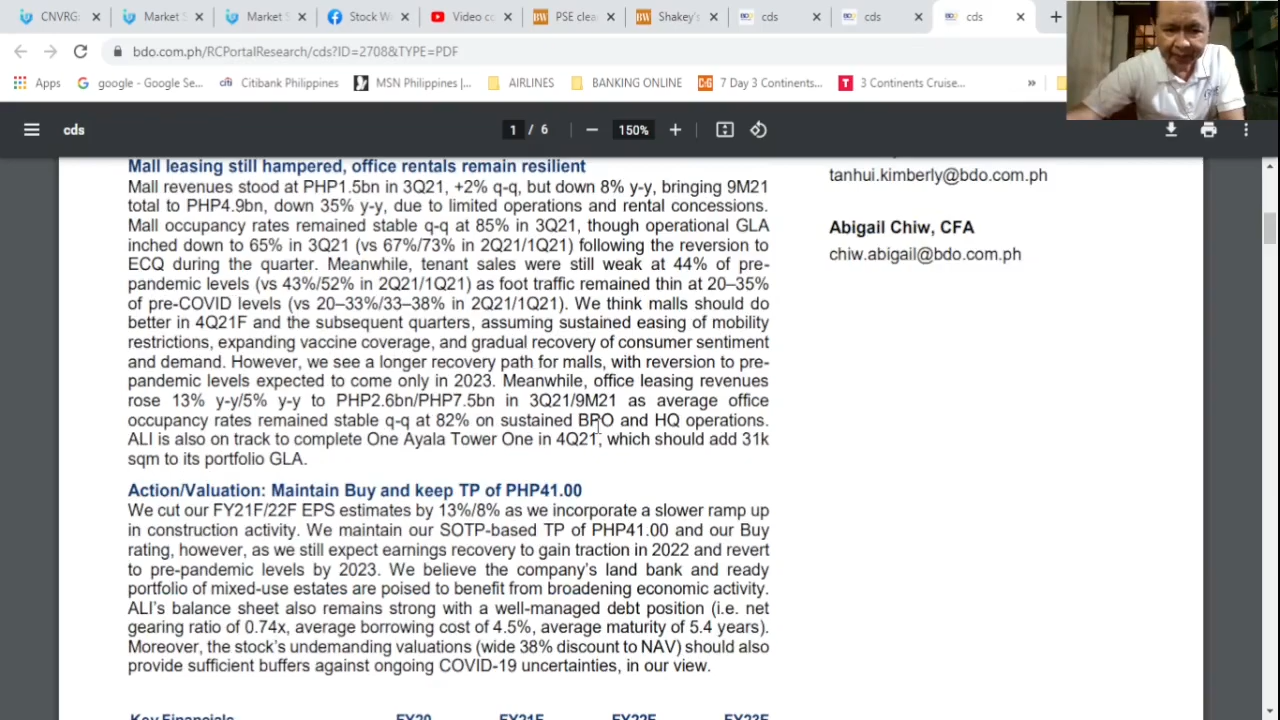 CNVRG
Market
Market
Stock W
Video co
PSE clea
Shakey's
cds
cds
cds
bdo.com.ph/RCPortalResearch/cds?ID=2708&TYPE=PDF
Apps
google - Google Se...
Citibank Philippines
MSN Philippines |...
AIRLINES
BANKING ONLINE
7 Day 3 Continents...
3 Continents Cruise...
»
cds
1 / 6
150%
Mall leasing still hampered, office rentals remain resilient
Mall revenues stood at PHP1.5bn in 3Q21, +2% q-q, but down 8% y-y, bringing 9M21
total to PHP4.9bn, down 35% y-y, due to limited operations and rental concessions.
Mall occupancy rates remained stable q-q at 85% in 3Q21, though operational GLA
inched down to 65% in 3Q21 (vs 67%/73% in 2Q21/1Q21) following the reversion to
ECQ during the quarter. Meanwhile, tenant sales were still weak at 44% of pre-
pandemic levels (vs 43%/52% in 2Q21/1Q21) as foot traffic remained thin at 20–35%
of pre-COVID levels (vs 20–33%/33–38% in 2Q21/1Q21). We think malls should do
better in 4Q21F and the subsequent quarters, assuming sustained easing of mobility
restrictions, expanding vaccine coverage, and gradual recovery of consumer sentiment
and demand. However, we see a longer recovery path for malls, with reversion to pre-
pandemic levels expected to come only in 2023. Meanwhile, office leasing revenues
rose 13% y-y/5% y-y to PHP2.6bn/PHP7.5bn in 3Q21/9M21 as average office
occupancy rates remained stable q-q at 82% on sustained BPO and HQ operations.
ALI is also on track to complete One Ayala Tower One in 4Q21, which should add 31k
sqm to its portfolio GLA.
Action/Valuation: Maintain Buy and keep TP of PHP41.00
We cut our FY21F/22F EPS estimates by 13%/8% as we incorporate a slower ramp up
in construction activity. We maintain our SOTP-based TP of PHP41.00 and our Buy
rating, however, as we still expect earnings recovery to gain traction in 2022 and revert
to pre-pandemic levels by 2023. We believe the company's land bank and ready
portfolio of mixed-use estates are poised to benefit from broadening economic activity.
ALI's balance sheet also remains strong with a well-managed debt position (i.e. net
gearing ratio of 0.74x, average borrowing cost of 4.5%, average maturity of 5.4 years).
Moreover, the stock's undemanding valuations (wide 38% discount to NAV) should also
provide sufficient buffers against ongoing COVID-19 uncertainties, in our view.
Key Financials FY20 FY21F FY22F FY23F
tanhui.kimberly@bdo.com.ph
Abigail Chiw, CFA
chiw.abigail@bdo.com.ph